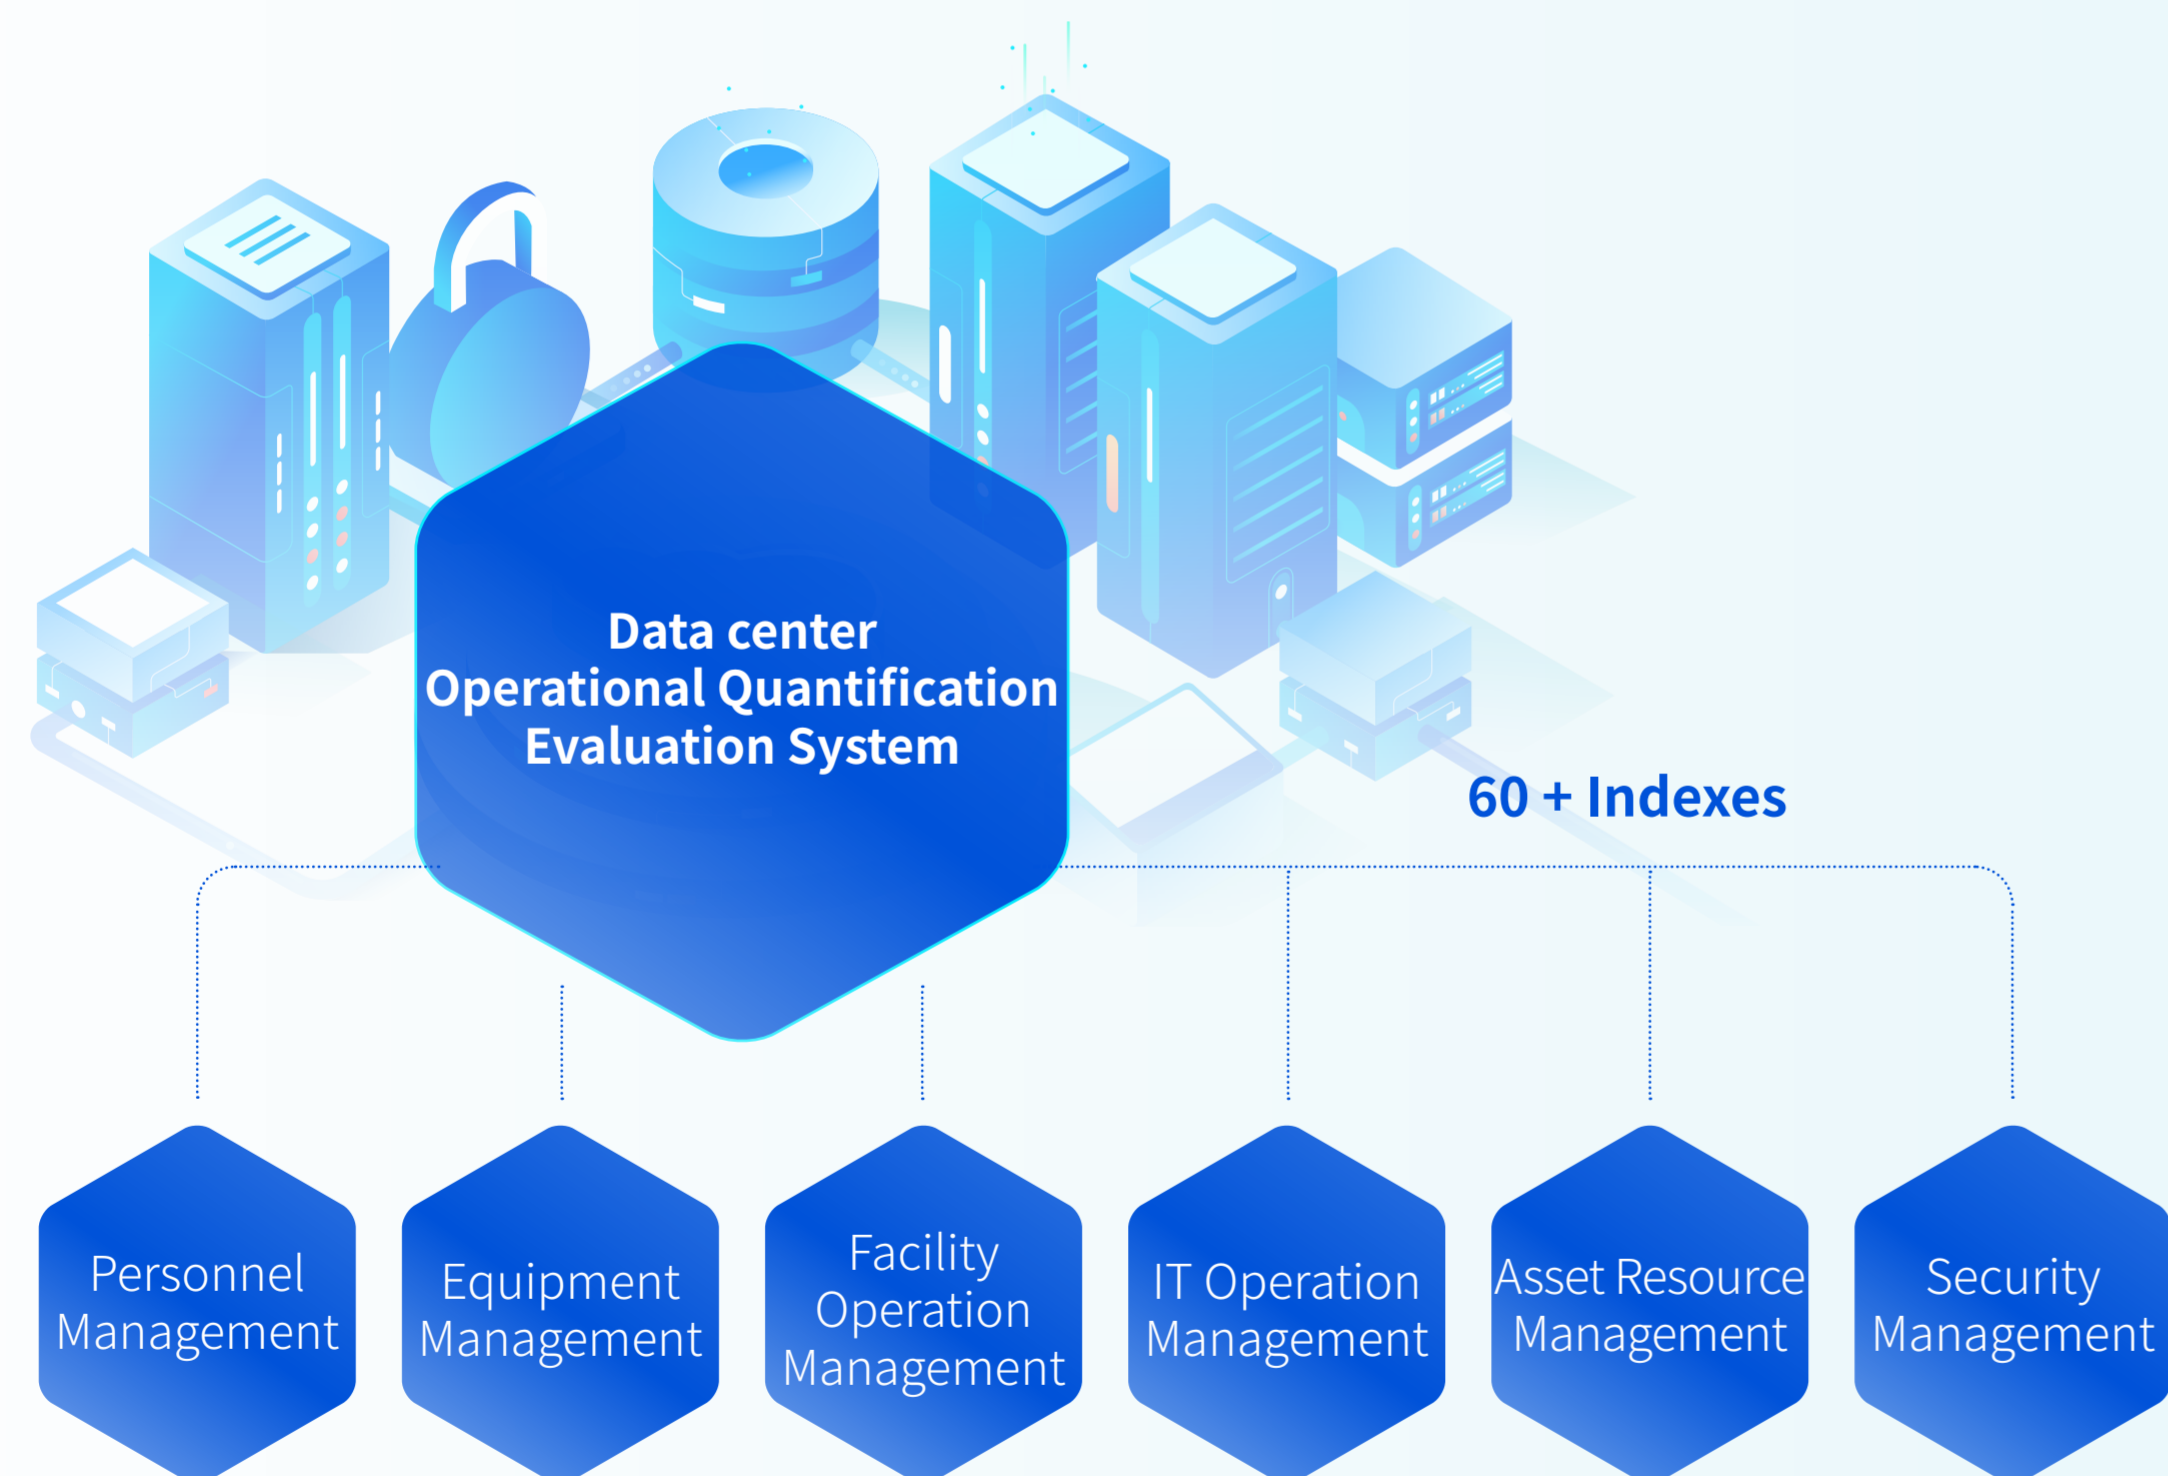 Data center
Operational Quantification
Evaluation System
60 + Indexes
Personnel
Management
Equipment
Management
Facility
Operation
Management
IT Operation
Management
Asset Resource
Management
Security
Management